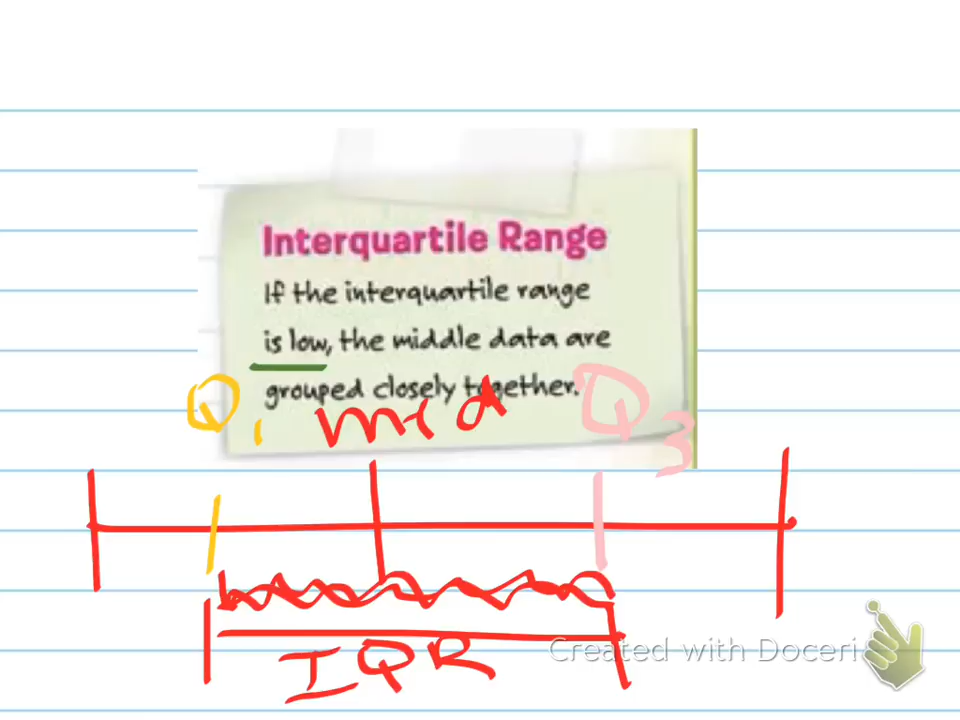 Interquartile Range
If the interquartile range
is low, the middle data are
grouped closely together.
Q1 med Q3
IQR
Created with Doceri